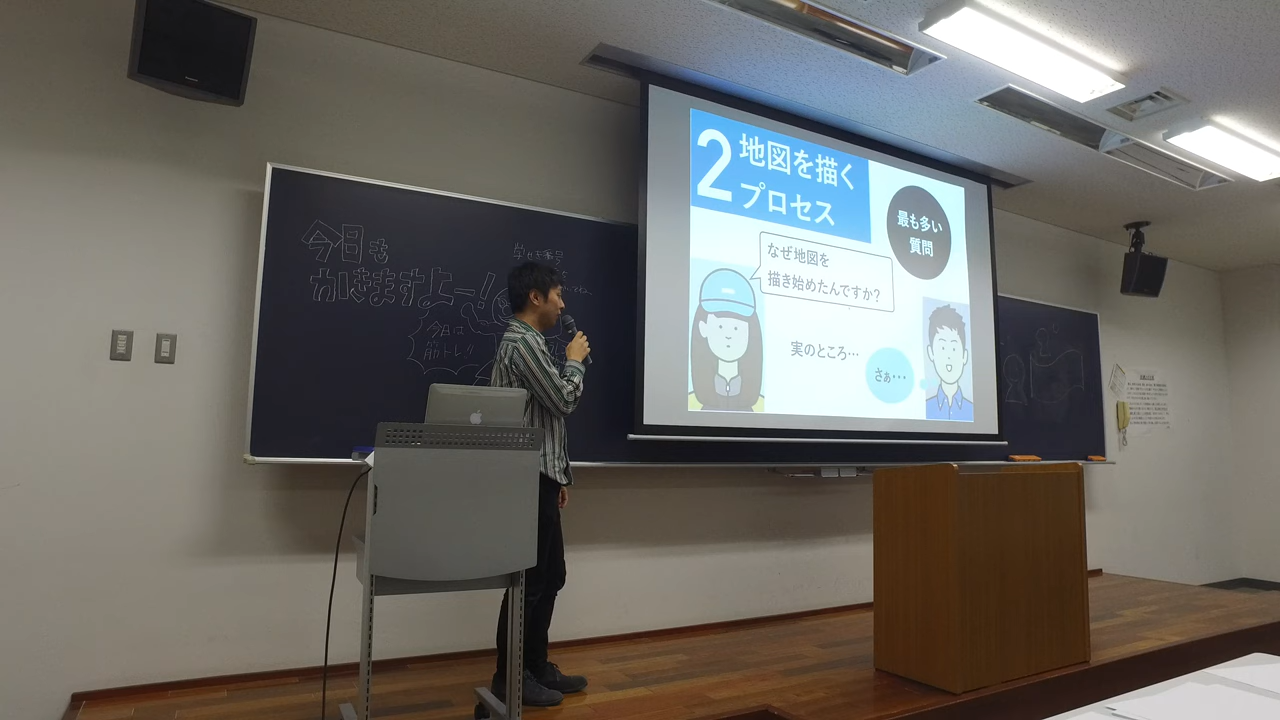 今日も
かきますよー!
今日は
筋トレ!!
2 地図を描く
プロセス
最も多い
質問
なぜ地図を
描き始めたんですか?
実のところ…
さぁ…